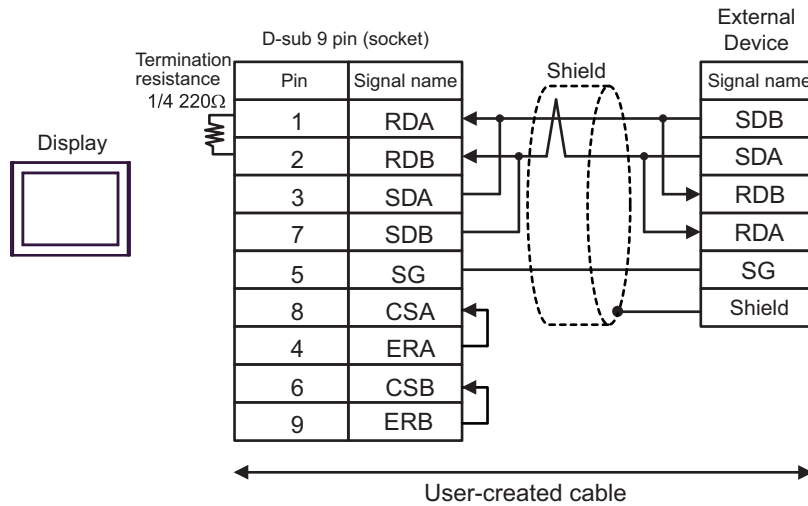 External
Device
D-sub 9 pin (socket)
Termination
resistance
1/4 220Ω
Pin Signal name Shield Signal name
1 RDA SDB
Display
2 RDB SDA
3 SDA RDB
7 SDB RDA
5 SG SG
8 CSA Shield
4 ERA
6 CSB
9 ERB
User-created cable